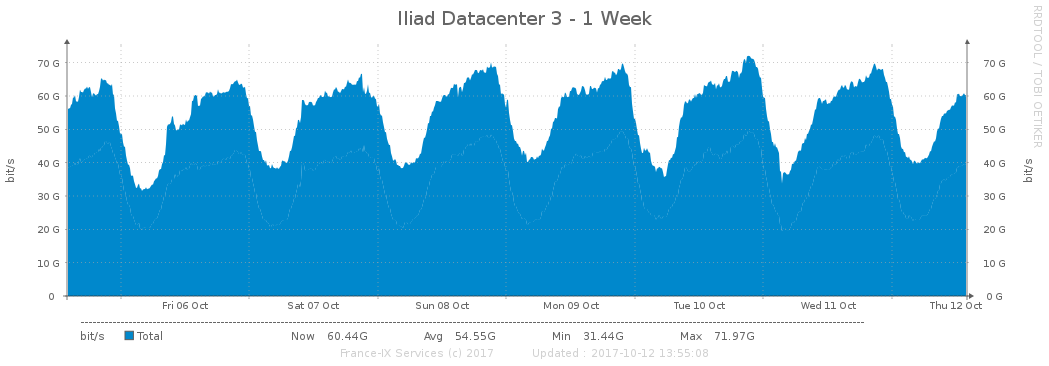 Iliad Datacenter 3 - 1 Week
RRDTOOL / TOBI OETIKER
70 G 70 G
60 G 60 G
50 G 50 G
40 G 40 G
30 G 30 G
20 G 20 G
10 G 10 G
0 0 G
bit/s bit/s
Fri 06 Oct Sat 07 Oct Sun 08 Oct Mon 09 Oct Tue 10 Oct Wed 11 Oct Thu 12 Oct
bit/s Total Now 60.44G Avg 54.55G Min 31.44G Max 71.97G
France-IX Services (c) 2017 Updated : 2017-10-12 13:55:08